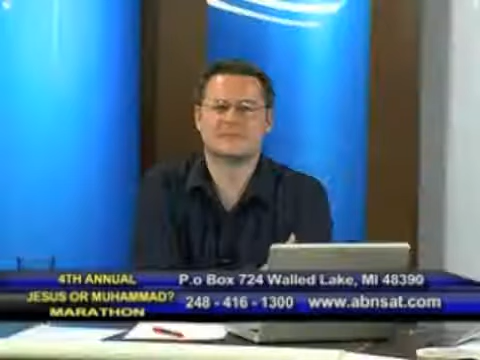 4TH ANNUAL
JESUS OR MUHAMMAD?
MARATHON
P.o Box 724 Walled Lake, MI 48390
248 - 416 - 1300 www.abnsat.com